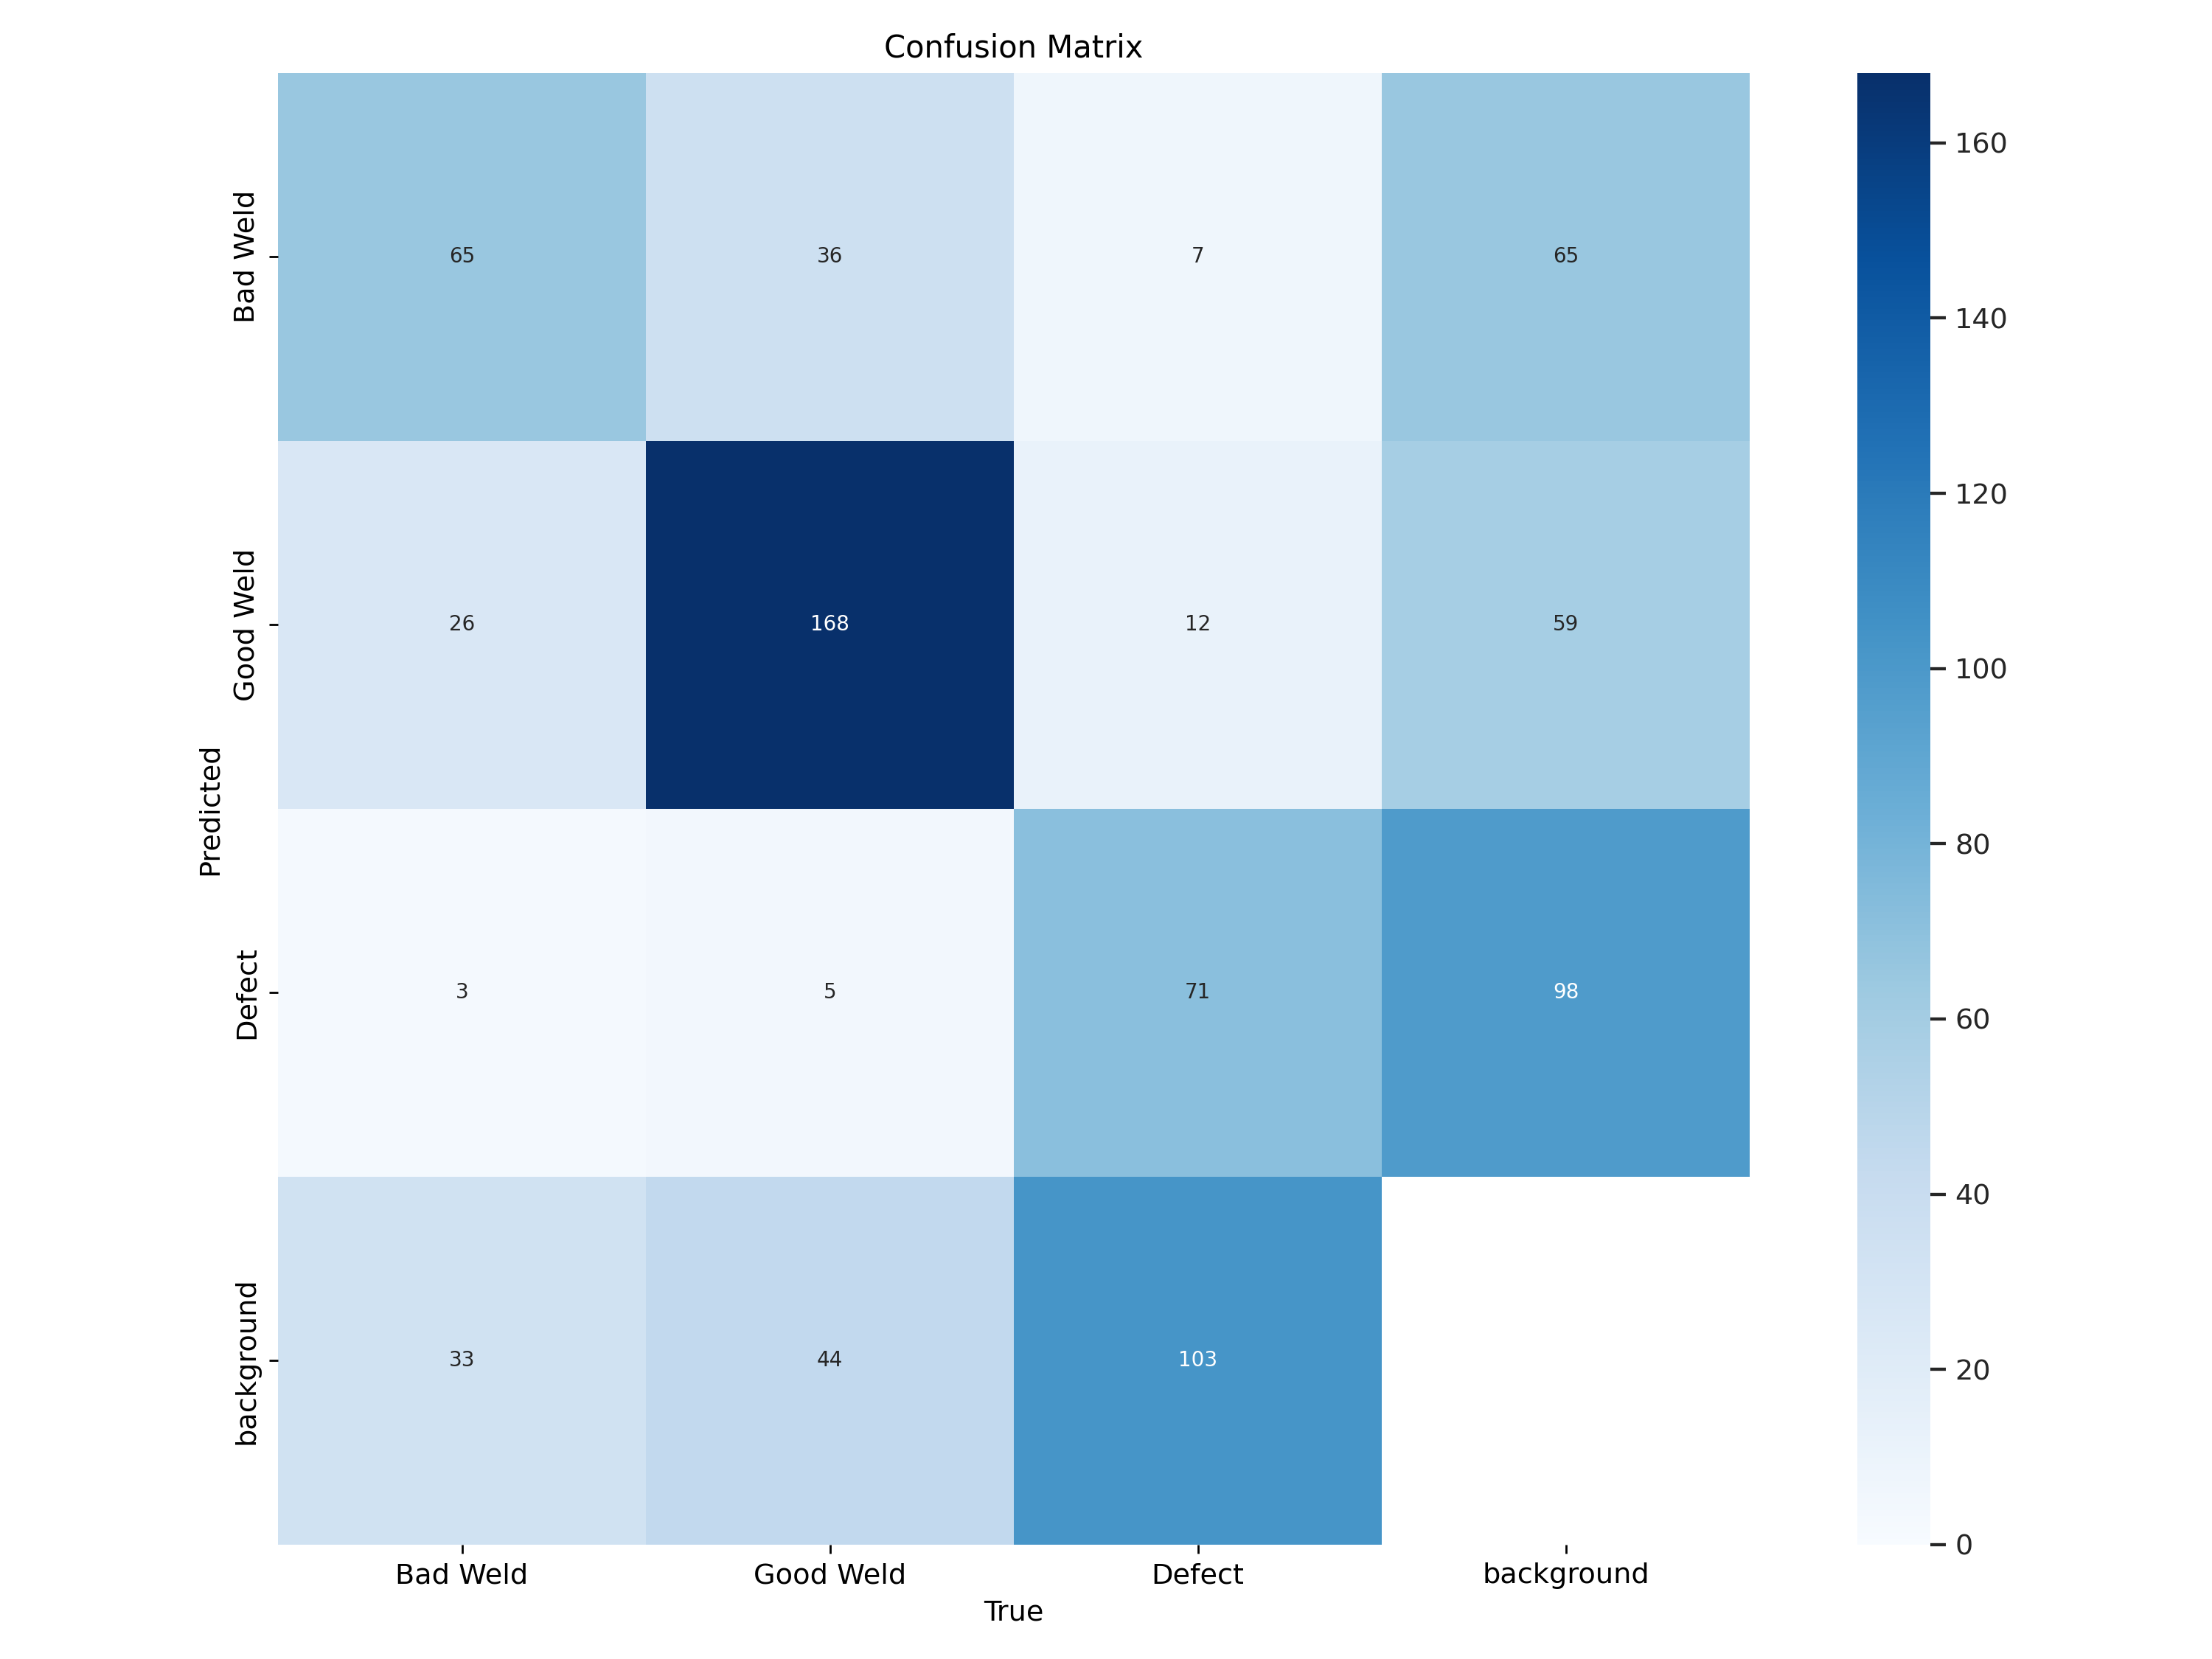 Confusion Matrix
Bad Weld
65 36 7 65
Good Weld
26 168 12 59
Predicted
Defect
3 5 71 98
background
33 44 103
Bad Weld Good Weld Defect background
True
160
140
120
100
80
60
40
20
0